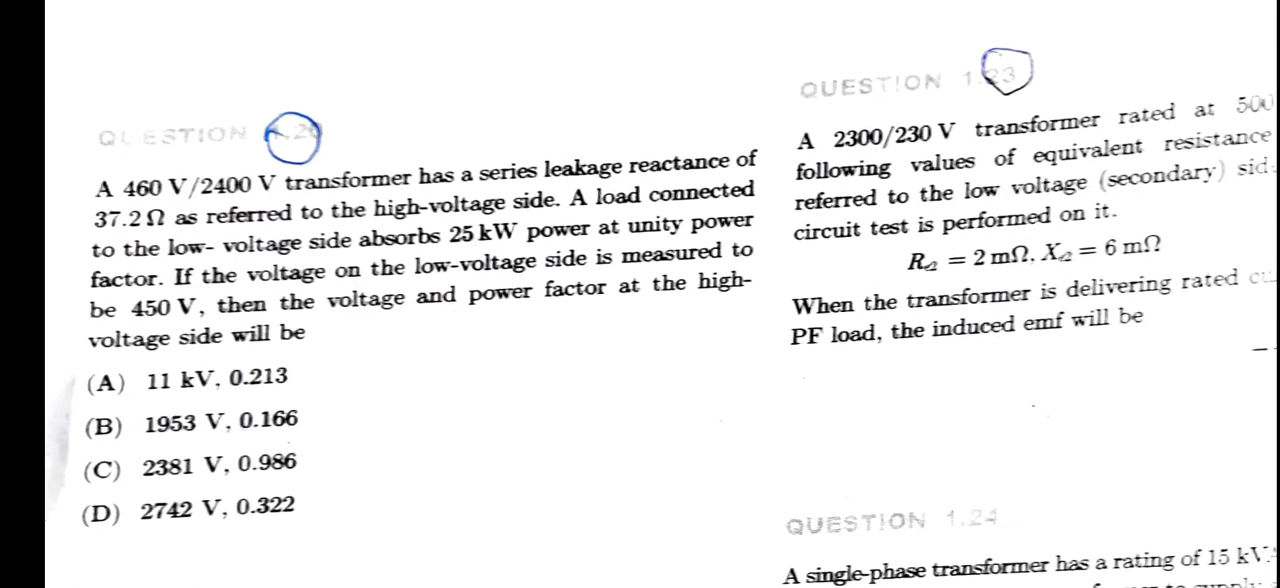 QUESTION
A 460 V/2400 V transformer has a series leakage reactance of
37.2 Ω as referred to the high-voltage side. A load connected
to the low- voltage side absorbs 25 kW power at unity power
factor. If the voltage on the low-voltage side is measured to
be 450 V, then the voltage and power factor at the high-
voltage side will be
(A) 11 kV, 0.213
(B) 1953 V, 0.166
(C) 2381 V, 0.986
(D) 2742 V, 0.322
QUESTION 1.23
A 2300/230 V transformer rated at 500
following values of equivalent resistance
referred to the low voltage (secondary)
circuit test is performed on it.
Rₑ₂ = 2 mΩ, Xₑ₂ = 6 mΩ
When the transformer is delivering rated
PF load, the induced emf will be
QUESTION 1.24
A single-phase transformer has a rating of 15